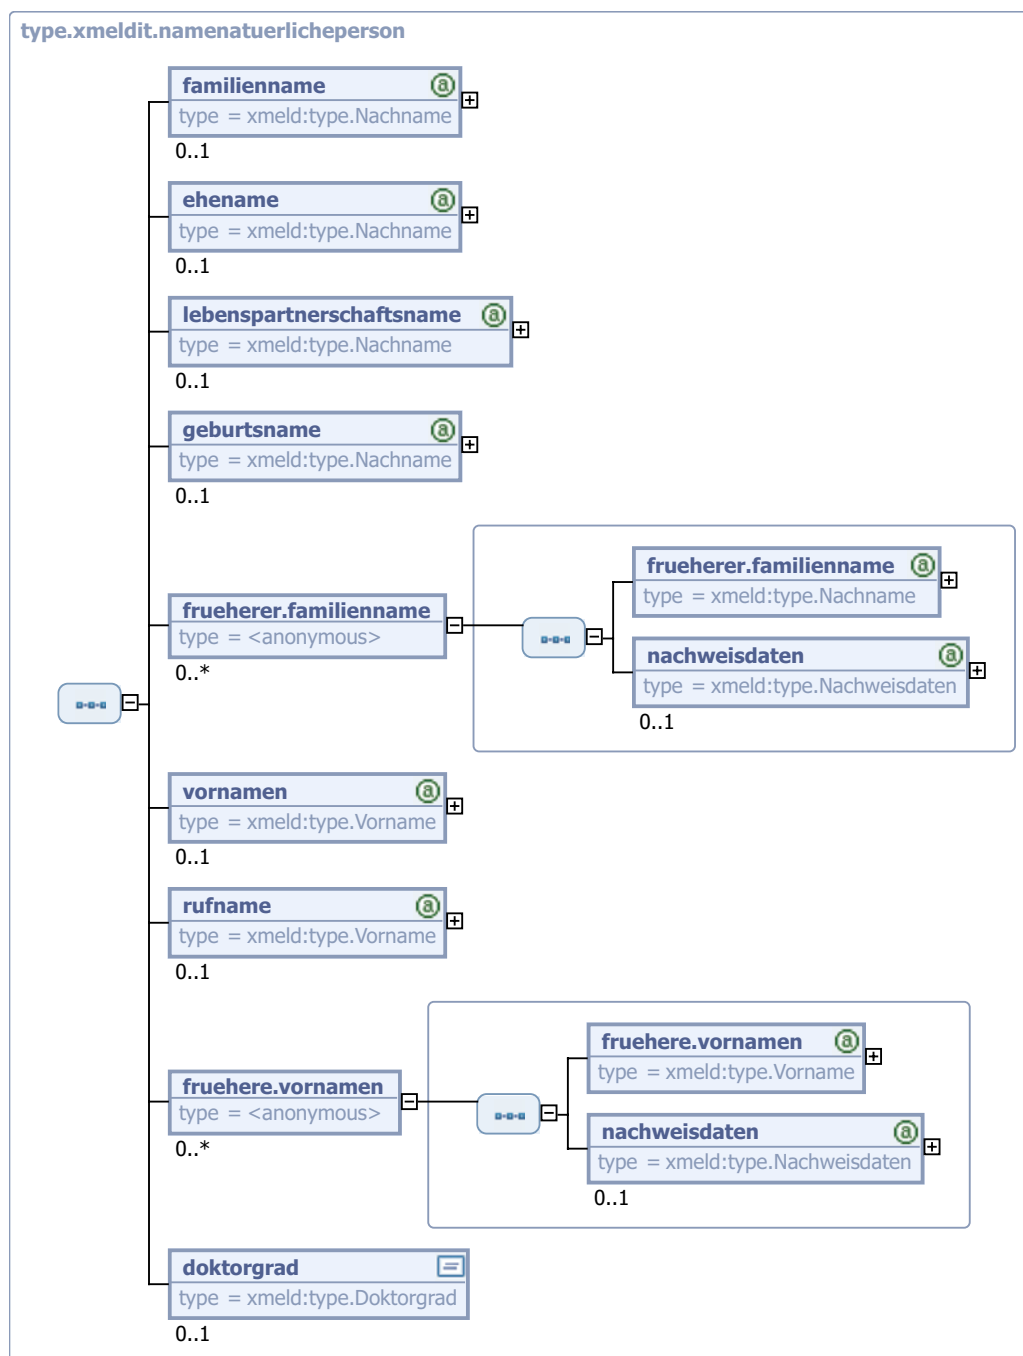 type.xmeldit.namenatuerlicheperson
familienname
type = xmeld:type.Nachname
0..1
ehename
type = xmeld:type.Nachname
0..1
lebenspartnerschaftsname
type = xmeld:type.Nachname
0..1
geburtsname
type = xmeld:type.Nachname
0..1
frueherer.familienname
type = <anonymous>
0..*
frueherer.familienname
type = xmeld:type.Nachname
nachweisdaten
type = xmeld:type.Nachweisdaten
0..1
vornamen
type = xmeld:type.Vorname
0..1
rufname
type = xmeld:type.Vorname
0..1
fruehere.vornamen
type = <anonymous>
0..*
fruehere.vornamen
type = xmeld:type.Vorname
nachweisdaten
type = xmeld:type.Nachweisdaten
0..1
doktorgrad
type = xmeld:type.Doktorgrad
0..1